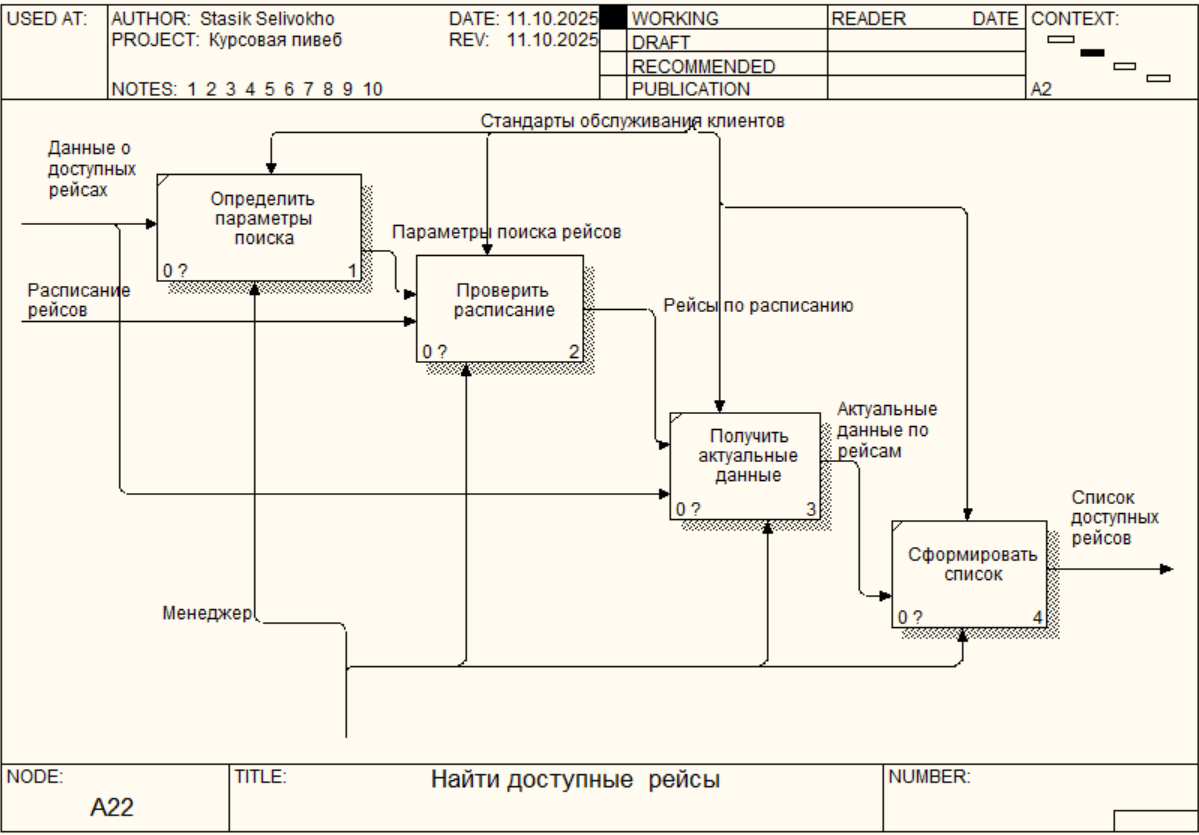 USED AT:
AUTHOR: Stasik Selivokho
DATE: 11.10.2025
PROJECT: Курсовая пивеб
REV: 11.10.2025
NOTES: 1 2 3 4 5 6 7 8 9 10
WORKING
DRAFT
RECOMMENDED
PUBLICATION
READER
DATE
CONTEXT:
A2
Стандарты обслуживания клиентов
Данные о
доступных
рейсах
Определить
параметры
поиска
0 ?
1
Параметры поиска рейсов
Расписание
рейсов
Проверить
расписание
0 ?
2
Рейсы по расписанию
Получить
актуальные
данные
0 ?
3
Актуальные
данные по
рейсам
Сформировать
список
0 ?
4
Список
доступных
рейсов
Менеджер
NODE:
A22
TITLE:
Найти доступные рейсы
NUMBER: